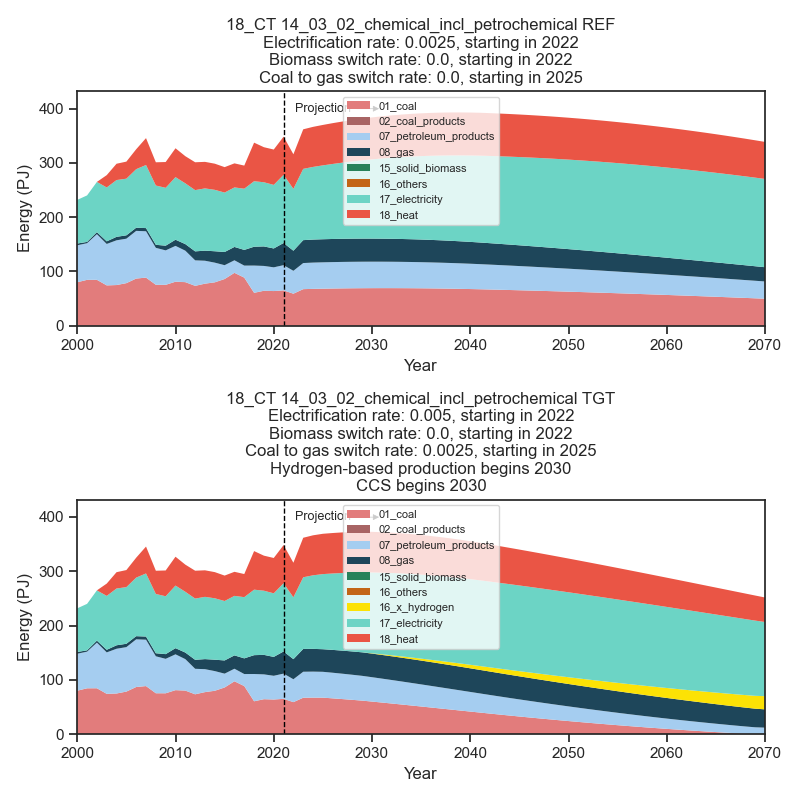 18_CT 14_03_02_chemical_incl_petrochemical REF
Electrification rate: 0.0025, starting in 2022
Biomass switch rate: 0.0, starting in 2022
Coal to gas switch rate: 0.0, starting in 2025
Energy (PJ)
400
300
200
100
0
Projection
01_coal
02_coal_products
07_petroleum_products
08_gas
15_solid_biomass
16_others
17_electricity
18_heat
2000 2010 2020 2030 2040 2050 2060 2070
Year
18_CT 14_03_02_chemical_incl_petrochemical TGT
Electrification rate: 0.005, starting in 2022
Biomass switch rate: 0.0, starting in 2022
Coal to gas switch rate: 0.0025, starting in 2025
Hydrogen-based production begins 2030
CCS begins 2030
Energy (PJ)
400
300
200
100
0
Projection
01_coal
02_coal_products
07_petroleum_products
08_gas
15_solid_biomass
16_others
16_x_hydrogen
17_electricity
18_heat
2000 2010 2020 2030 2040 2050 2060 2070
Year